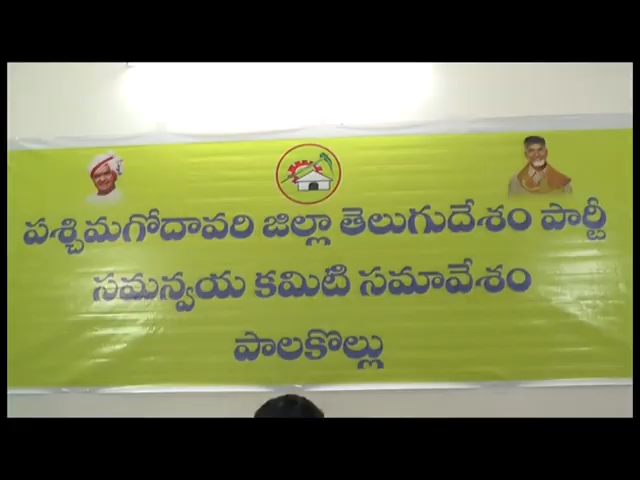 పశ్చిమగోదావరి జిల్లా తెలుగుదేశం పార్టీ
సమన్వయ కమిటి సమావేశం
పాలకొల్లు